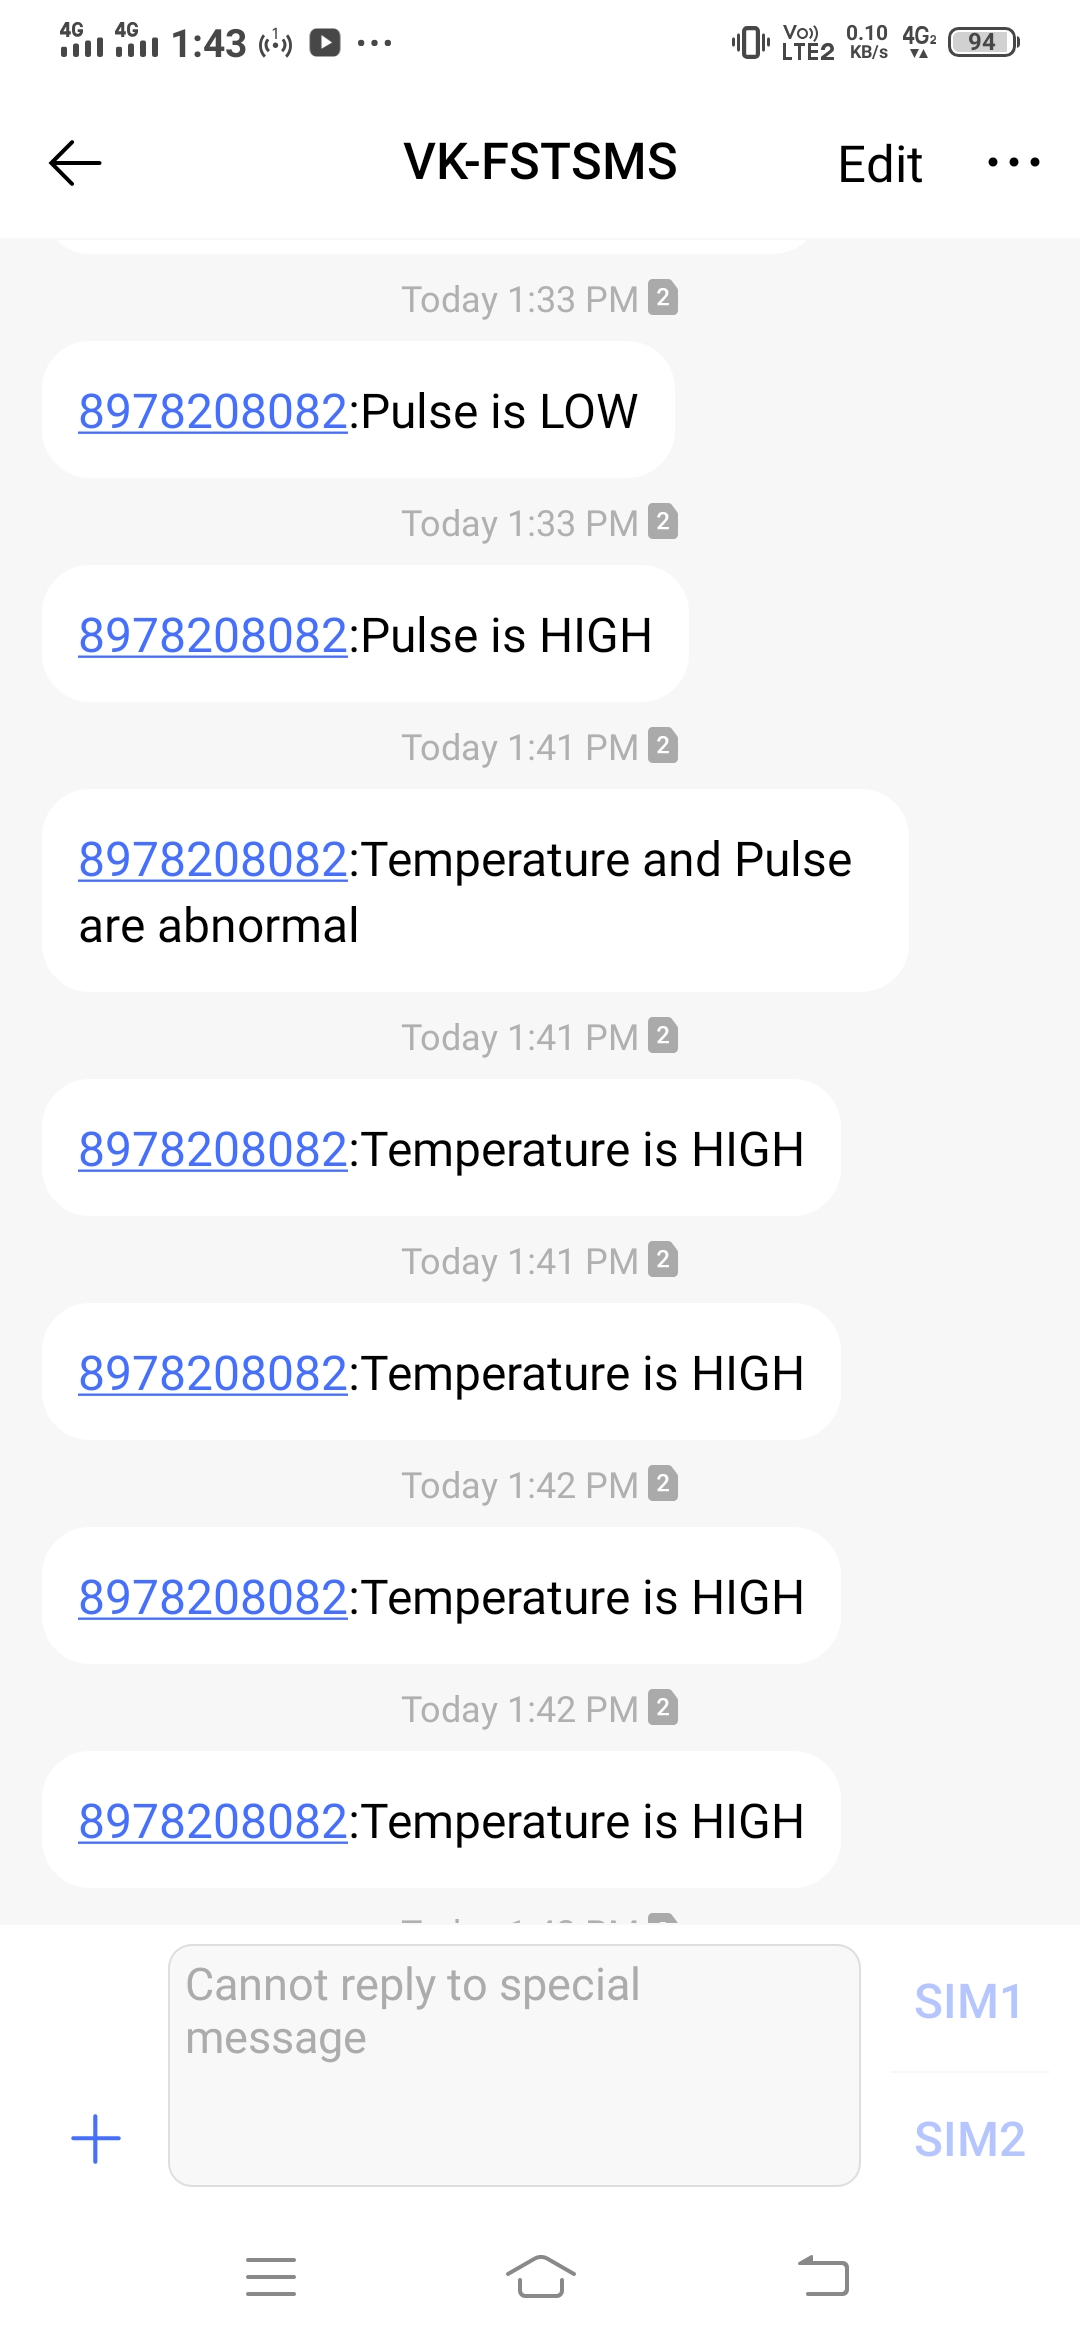 4G 4G 1:43 1
Vo)) LTE2 0.10 KB/s 4G2 94
VK-FSTSMS Edit
Today 1:33 PM 2
8978208082:Pulse is LOW
Today 1:33 PM 2
8978208082:Pulse is HIGH
Today 1:41 PM 2
8978208082:Temperature and Pulse
are abnormal
Today 1:41 PM 2
8978208082:Temperature is HIGH
Today 1:41 PM 2
8978208082:Temperature is HIGH
Today 1:42 PM 2
8978208082:Temperature is HIGH
Today 1:42 PM 2
8978208082:Temperature is HIGH
Cannot reply to special
message
SIM1
SIM2